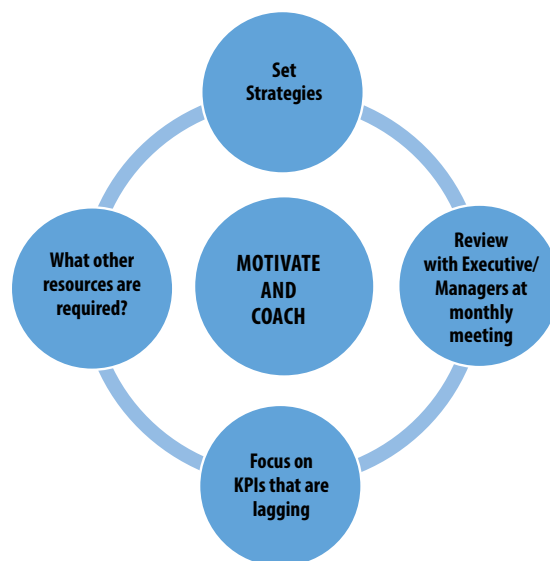 Set
Strategies
What other
resources are
required?
MOTIVATE
AND
COACH
Review
with Executive/
Managers at
monthly
meeting
Focus on
KPIs that are
lagging